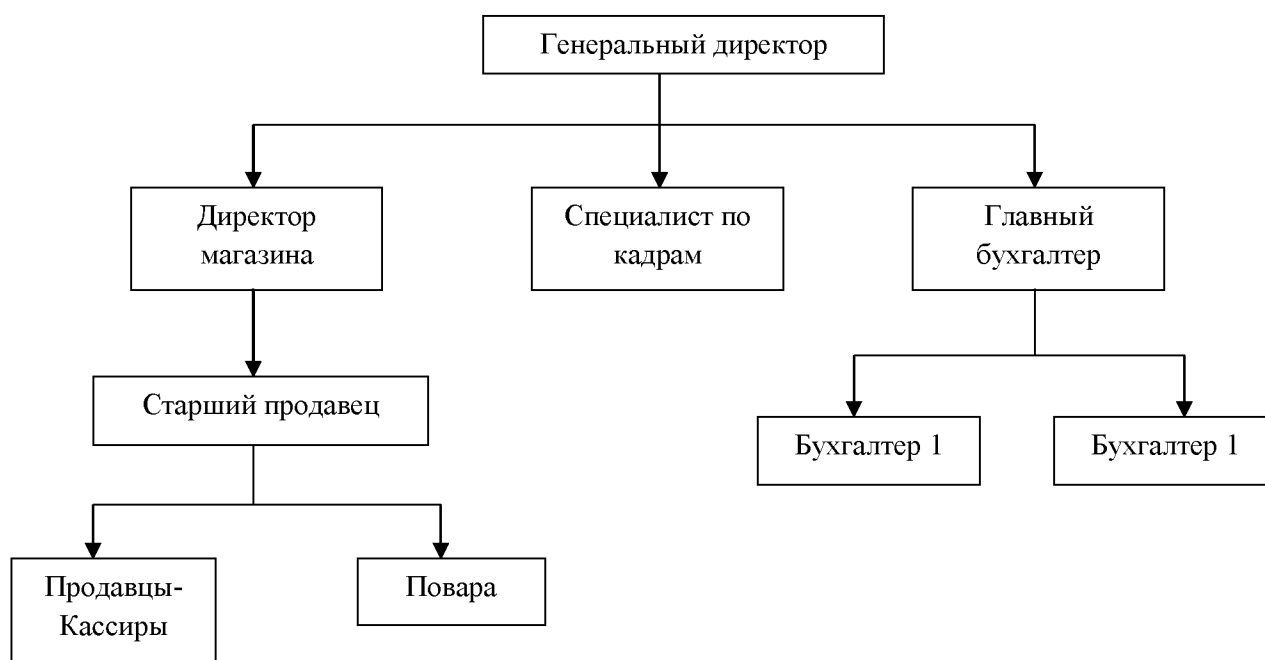 Генеральный директор
Директор
магазина
Специалист по
кадрам
Главный
бухгалтер
Старший продавец
Бухгалтер 1
Бухгалтер 1
Продавцы-
Кассиры
Повара